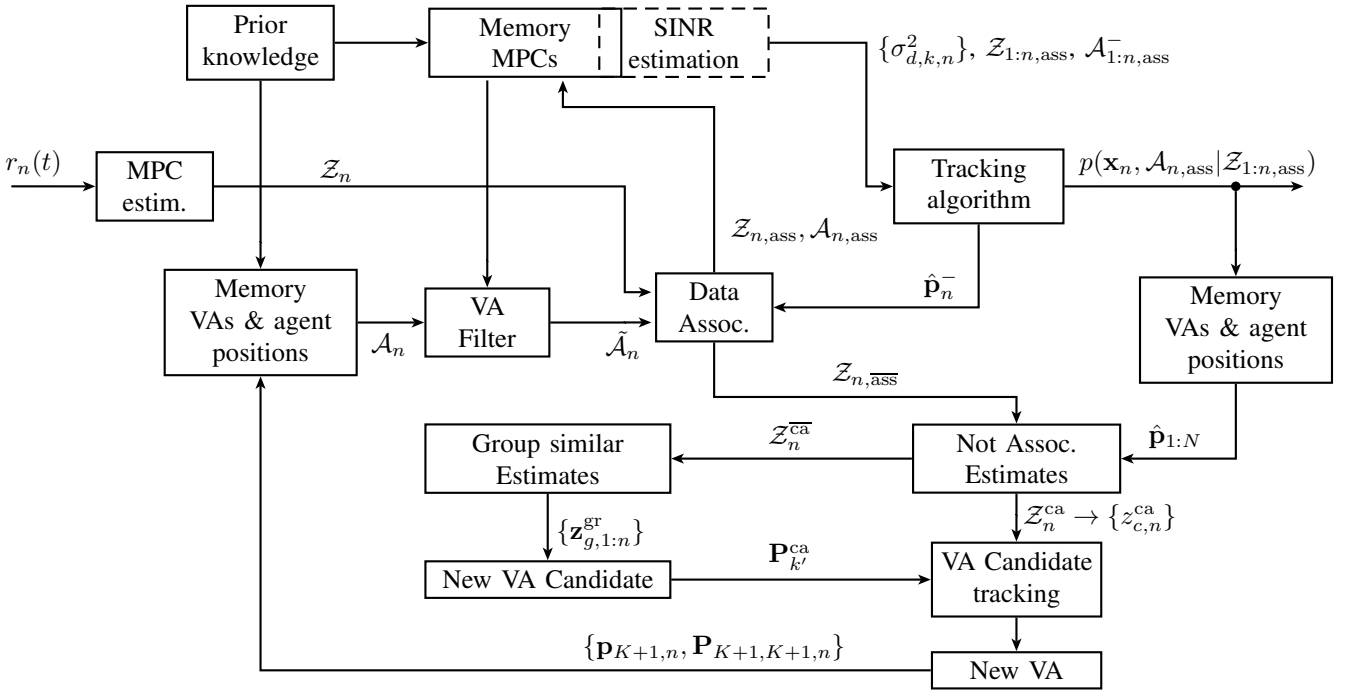 Prior
knowledge
Memory
MPCs
SINR
estimation
{σ²_{d,k,n}}, 𝒵_{1:n,ass}, 𝒜⁻_{1:n,ass}
r_n(t)
MPC
estim.
𝒵_n
Tracking
algorithm
p(𝐱_n, 𝒜_{n,ass}|𝒵_{1:n,ass})
𝒵_{n,ass}, 𝒜_{n,ass}
Memory
VAs & agent
positions
𝒜_n
VA
Filter
𝒜̃_n
Data
Assoc.
𝐩̂⁻_n
Memory
VAs & agent
positions
𝒵_{n,\overline{ass}}
Group similar
Estimates
𝒵_n^{\overline{ca}}
Not Assoc.
Estimates
𝐩̂_{1:N}
{𝐳^{gr}_{g,1:n}}
𝒵_n^{ca} → {z^{ca}_{c,n}}
New VA Candidate
𝐏^{ca}_{k′}
VA Candidate
tracking
{𝐩_{K+1,n}, 𝐏_{K+1,K+1,n}}
New VA